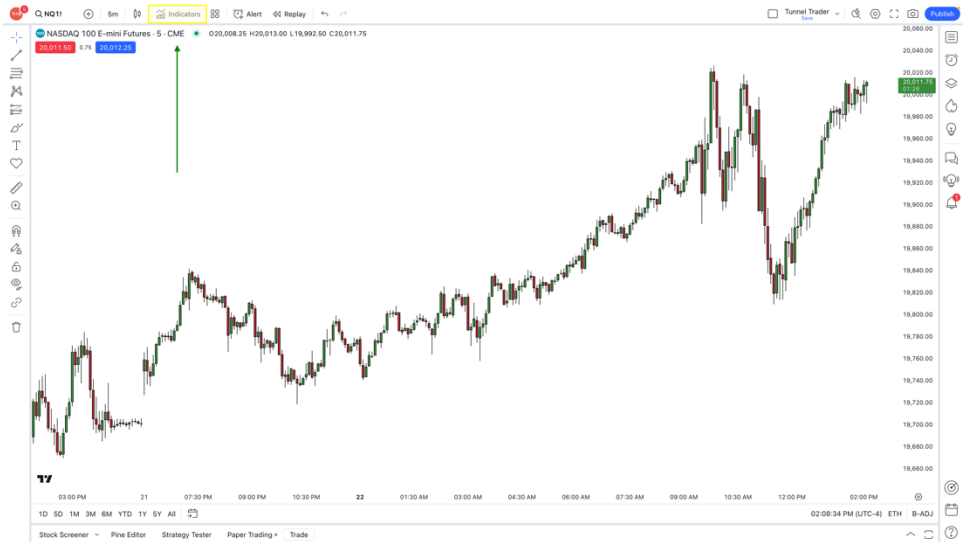 NQ1!
5m
Indicators
Alert
Replay
Tunnel Trader
Save
Publish
NASDAQ 100 E-mini Futures · 5 · CME
O20,008.25 H20,013.00 L19,992.50 C20,011.75
20,011.50 0.75 20,012.25
20,060.00
20,040.00
20,020.00
20,011.75
01:26
20,000.00
19,980.00
19,960.00
19,940.00
19,920.00
19,900.00
19,880.00
19,860.00
19,840.00
19,820.00
19,800.00
19,780.00
19,760.00
19,740.00
19,720.00
19,700.00
19,680.00
19,660.00
03:00 PM 21 07:30 PM 09:00 PM 10:30 PM 22 01:30 AM 03:00 AM 04:30 AM 06:00 AM 07:30 AM 09:00 AM 10:30 AM 12:00 PM 02:00 PM
1D 5D 1M 3M 6M YTD 1Y 5Y All
02:08:34 PM (UTC-4) ETH B-ADJ
Stock Screener Pine Editor Strategy Tester Paper Trading Trade